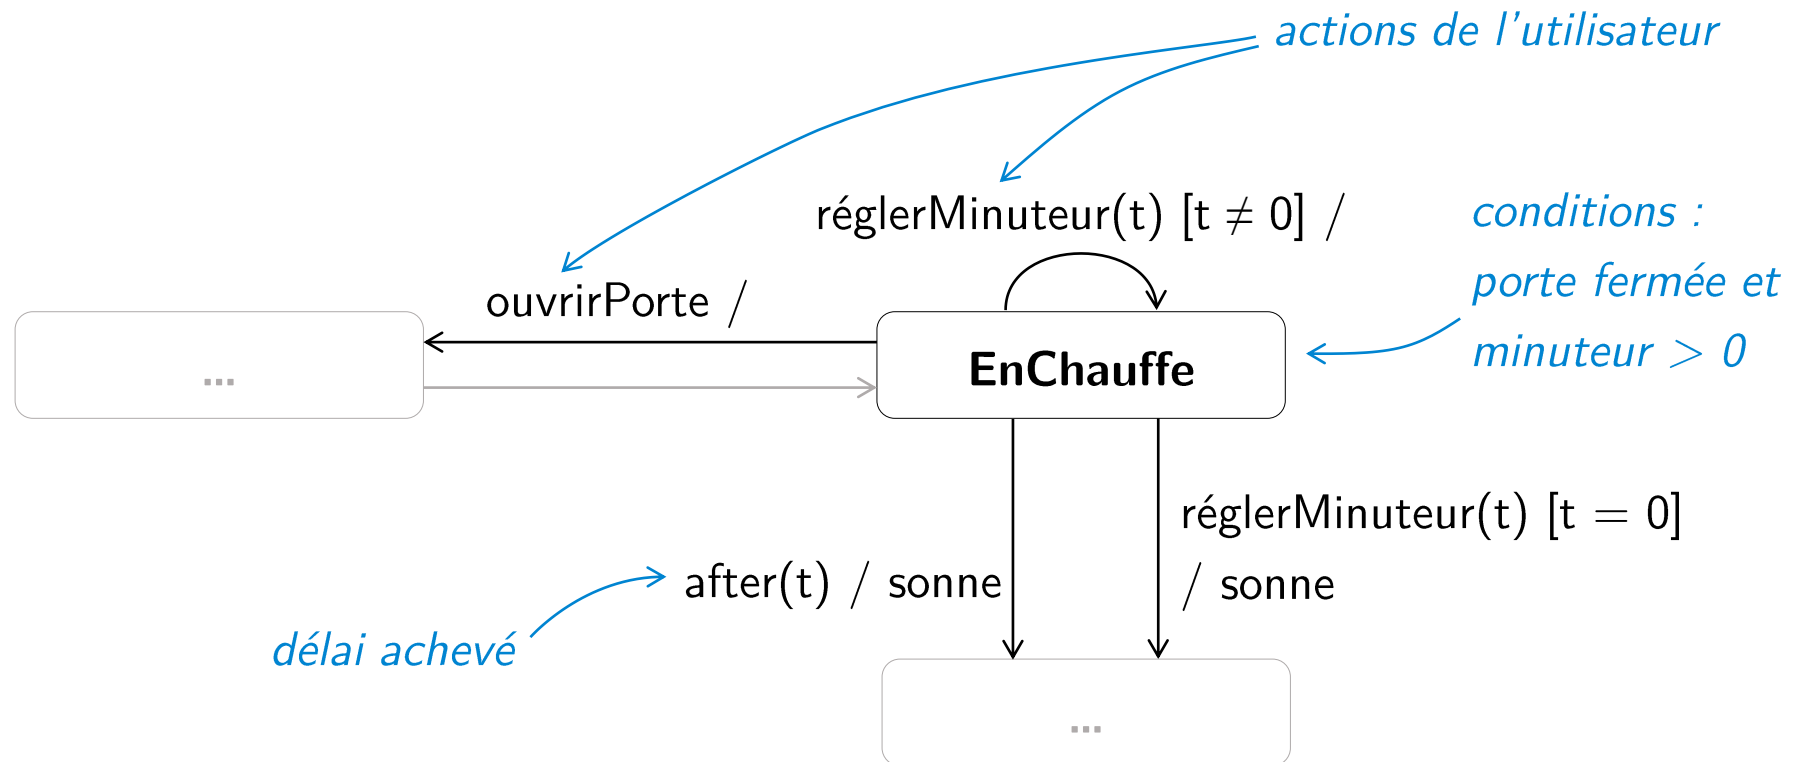 actions de l'utilisateur
réglerMinuteur(t) [t ≠ 0] /
conditions :
porte fermée et
minuteur > 0
ouvrirPorte /
...
EnChauffe
réglerMinuteur(t) [t = 0]
/ sonne
after(t) / sonne
délai achevé
...